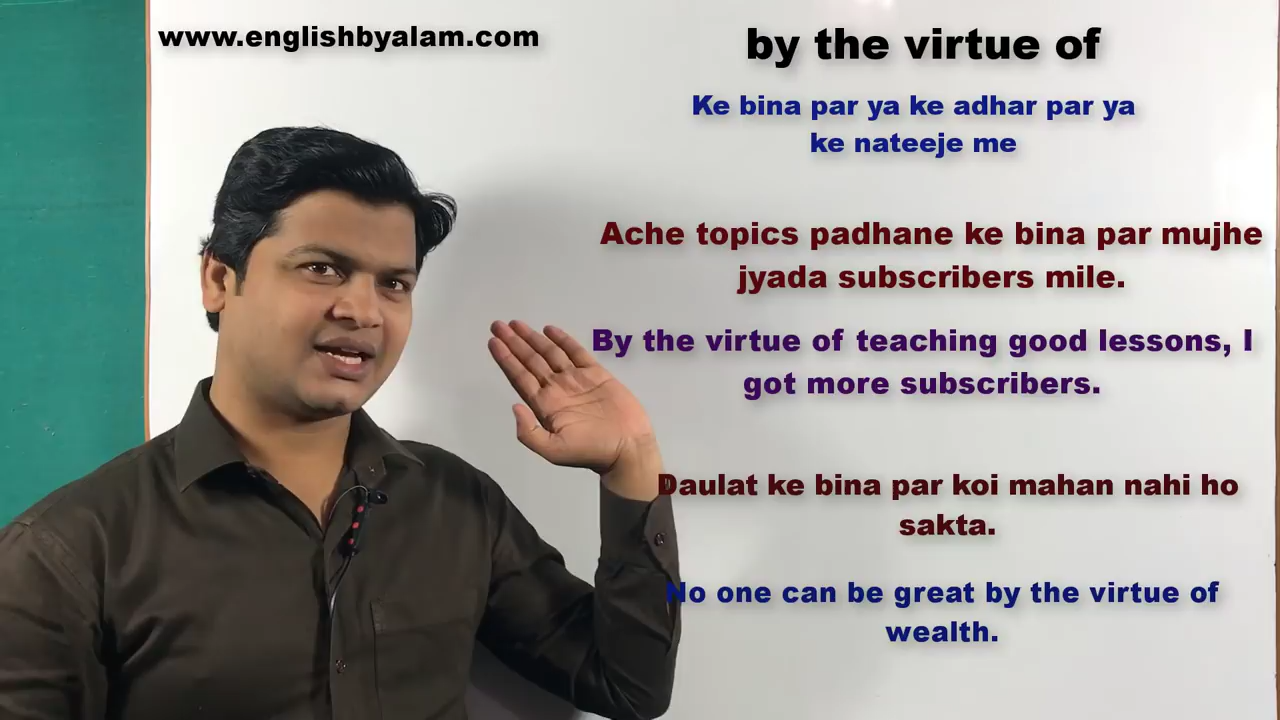 www.englishbyalam.com
by the virtue of
Ke bina par ya ke adhar par ya
ke nateeje me
Ache topics padhane ke bina par mujhe
jyada subscribers mile.
By the virtue of teaching good lessons, I
got more subscribers.
Daulat ke bina par koi mahan nahi ho
sakta.
No one can be great by the virtue of
wealth.